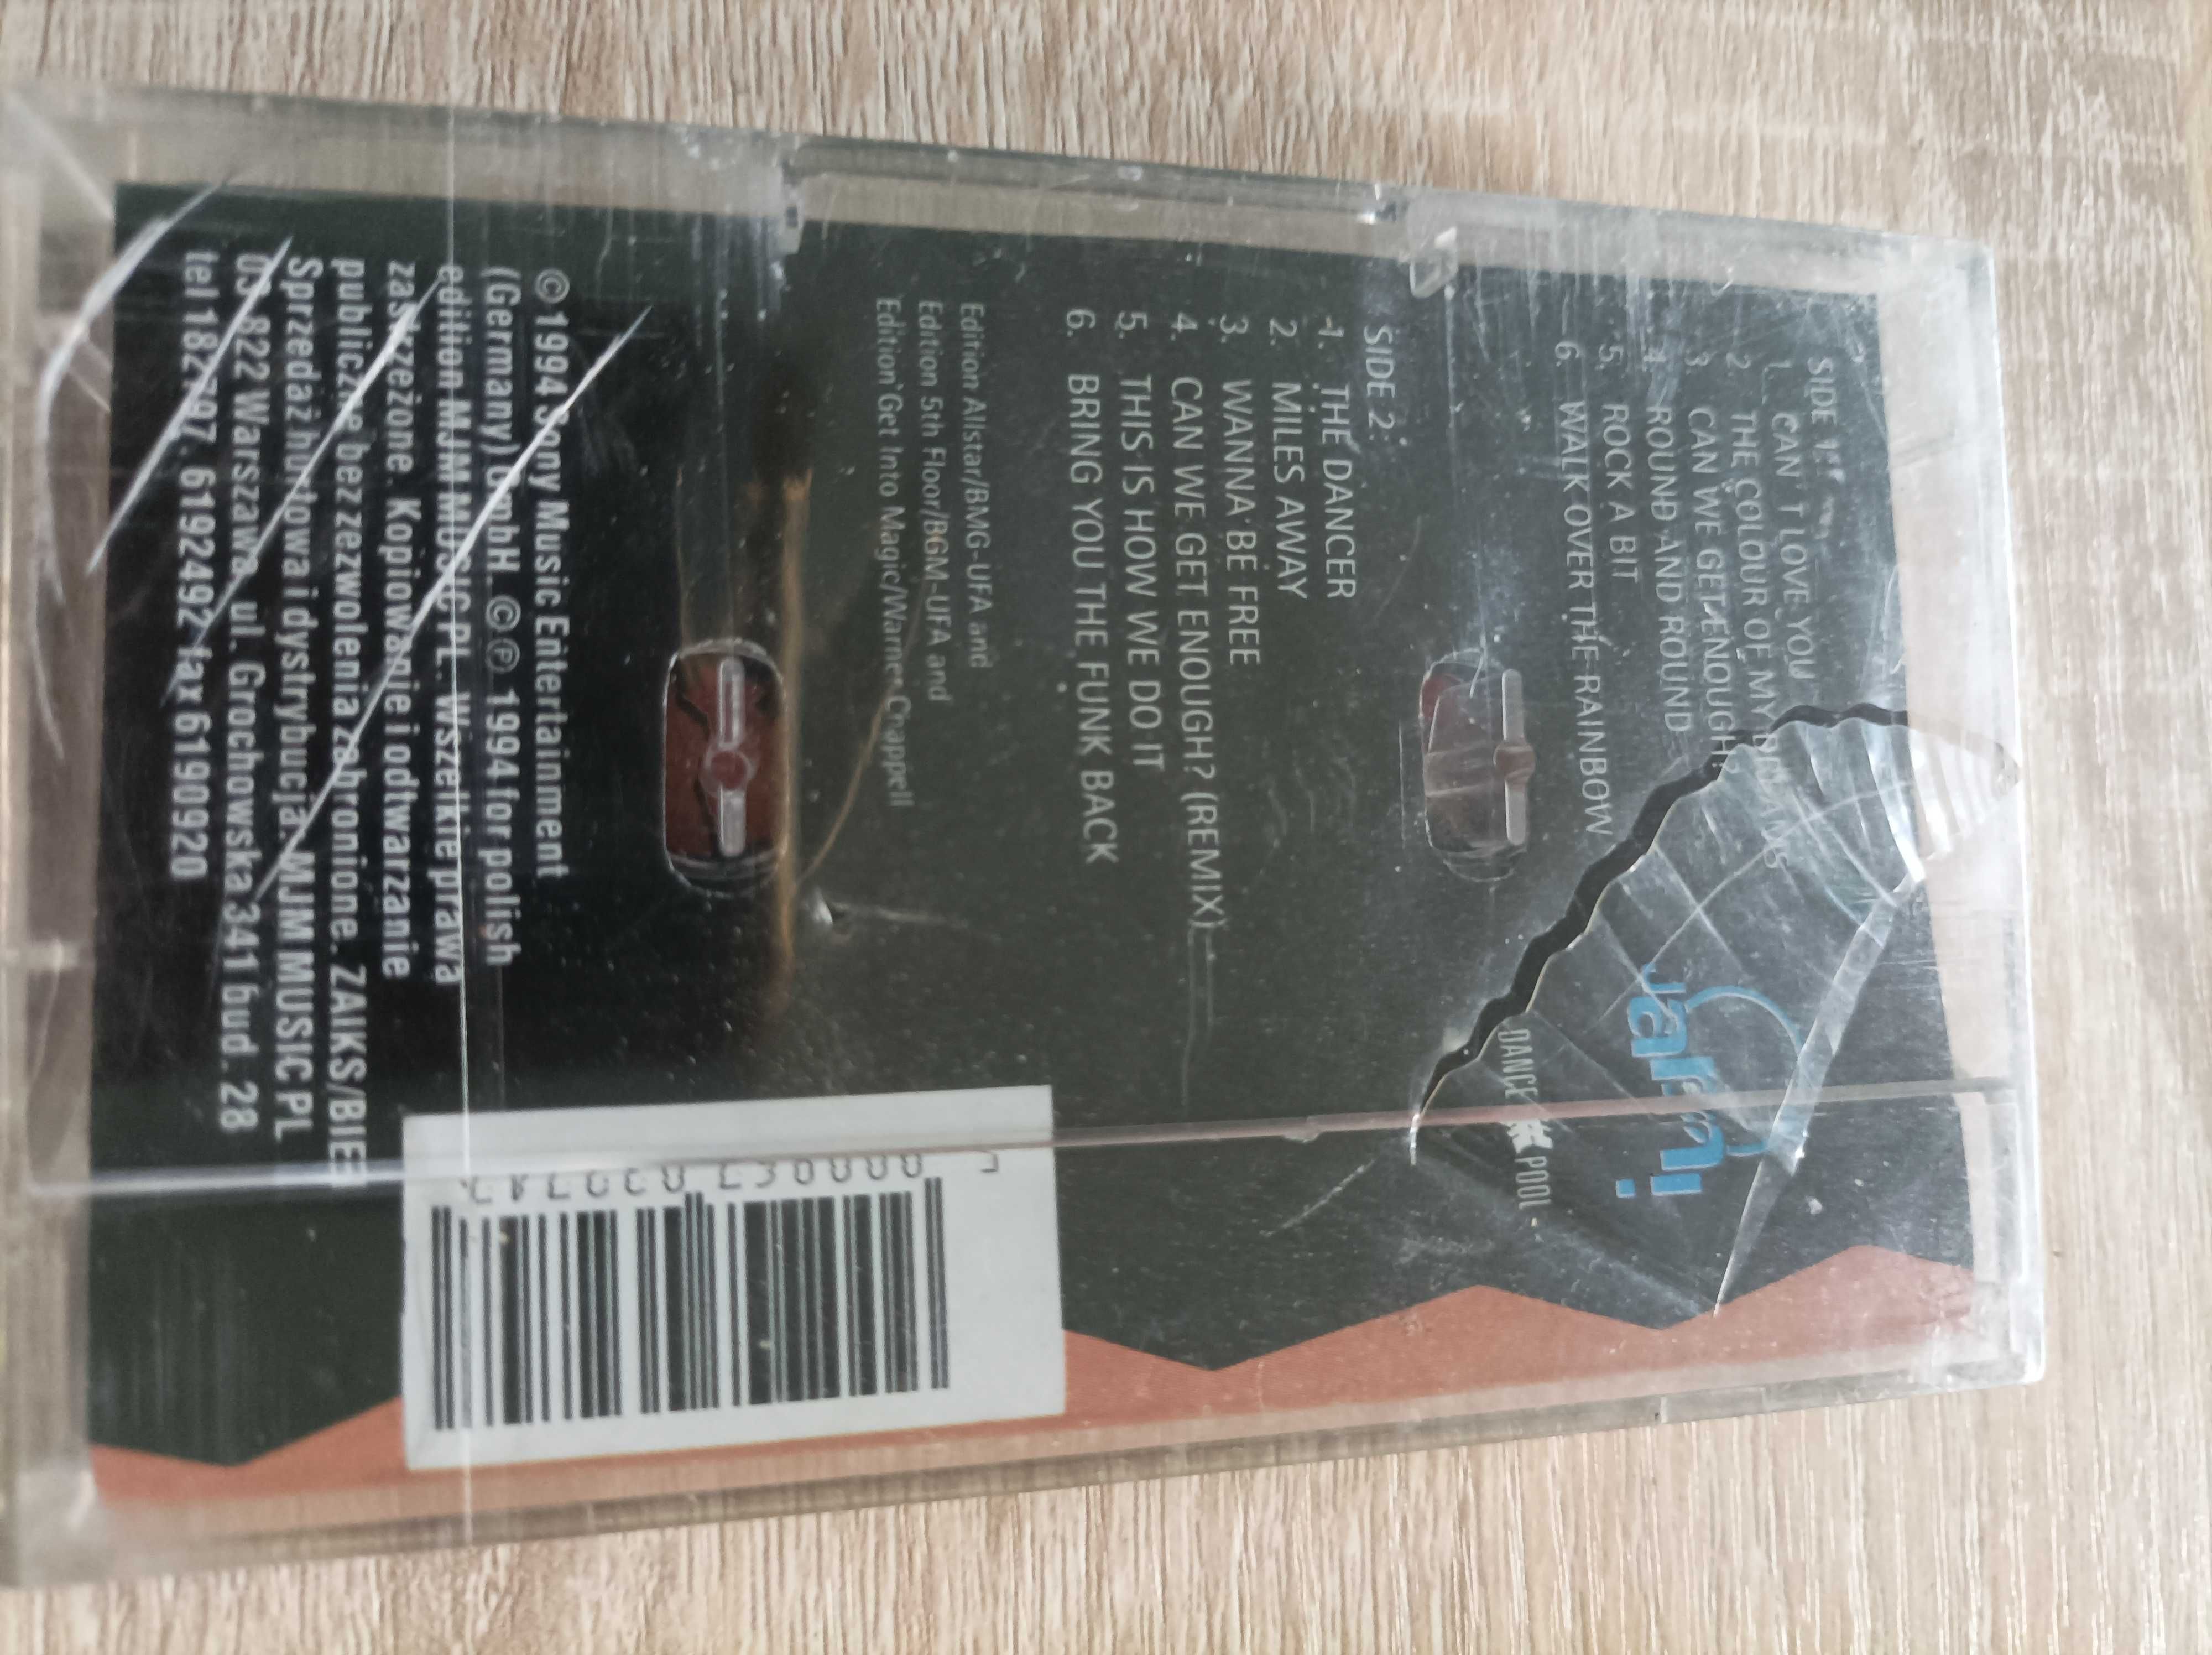 SIDE 1:
1. CAN'T LOVE YOU
2 THE COLOUR OF MY DREAMS
3 CAN WE GET ENOUGH?
4. ROUND AND ROUND
5. ROCK A BIT
6. WALK OVER THE RAINBOW
SIDE 2:
1. THE DANCER
2. MILES AWAY
3. WANNA BE FREE
4. CAN WE GET ENOUGH? (REMIX)
5. THIS IS HOW WE DO IT
6. BRING YOU THE FUNK BACK
Edition Allstar/BMG-UFA and
Edition 5th Floor/BGM-UFA and
Edition Get Into Magic/Warner Chappell
DANCE POOL
© 1994 Sony Music Entertainment
(Germany) GmbH. © ℗ 1994 for polish
edition MJM MUSIC PL. Wszelkie prawa
zastrzeżone. Kopiowanie i odtwarzanie
publiczne bez zezwolenia zabronione. ZAIKS/BIE
Sprzedaż hurtowa i dystrybucja: MJM MUSIC PL
03-822 Warszawa, ul. Grochowska 341 bud. 28
tel 1827797. 6192492 fax 6190920